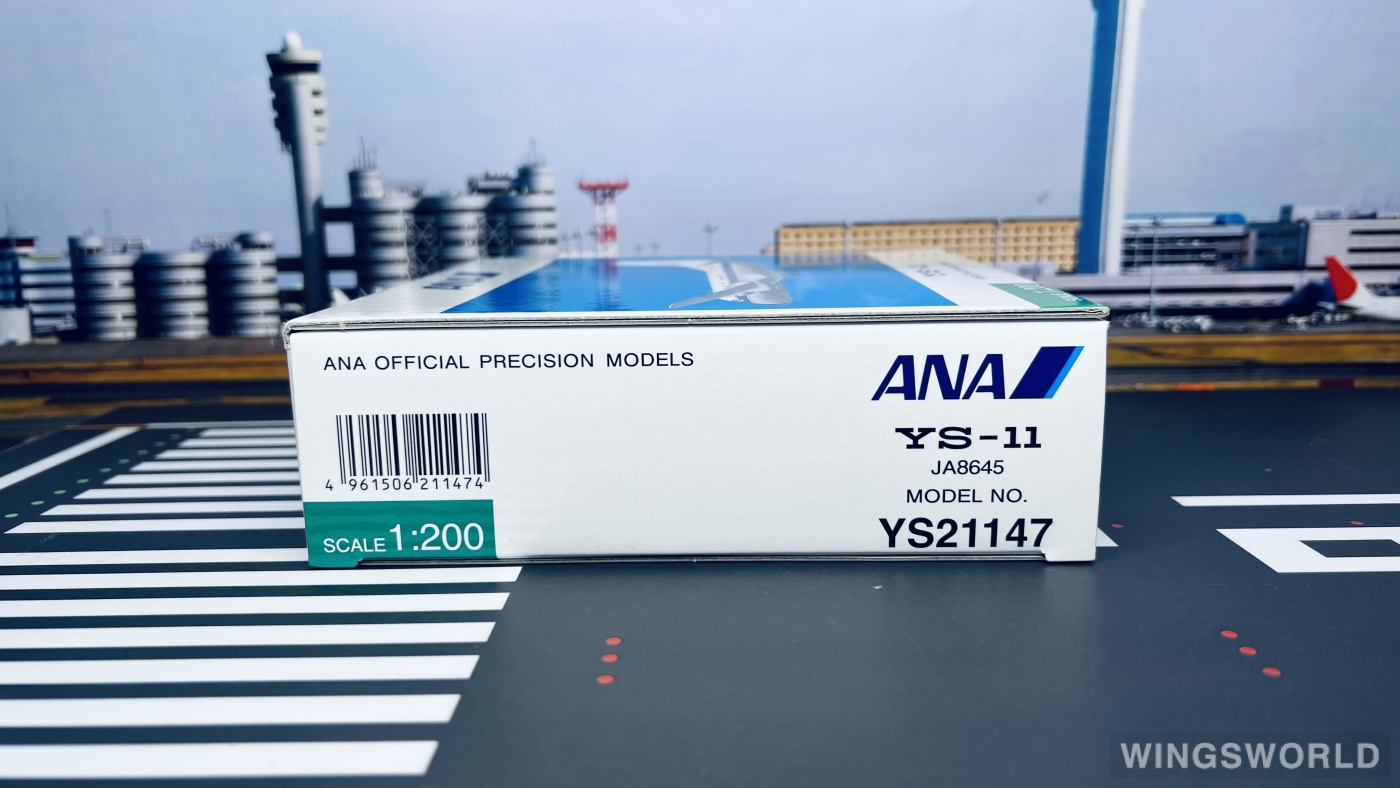 ANA OFFICIAL PRECISION MODELS
ANA
YS-11
JA8645
MODEL NO.
YS21147
4 961506 211474
SCALE 1:200
WINGSWORLD